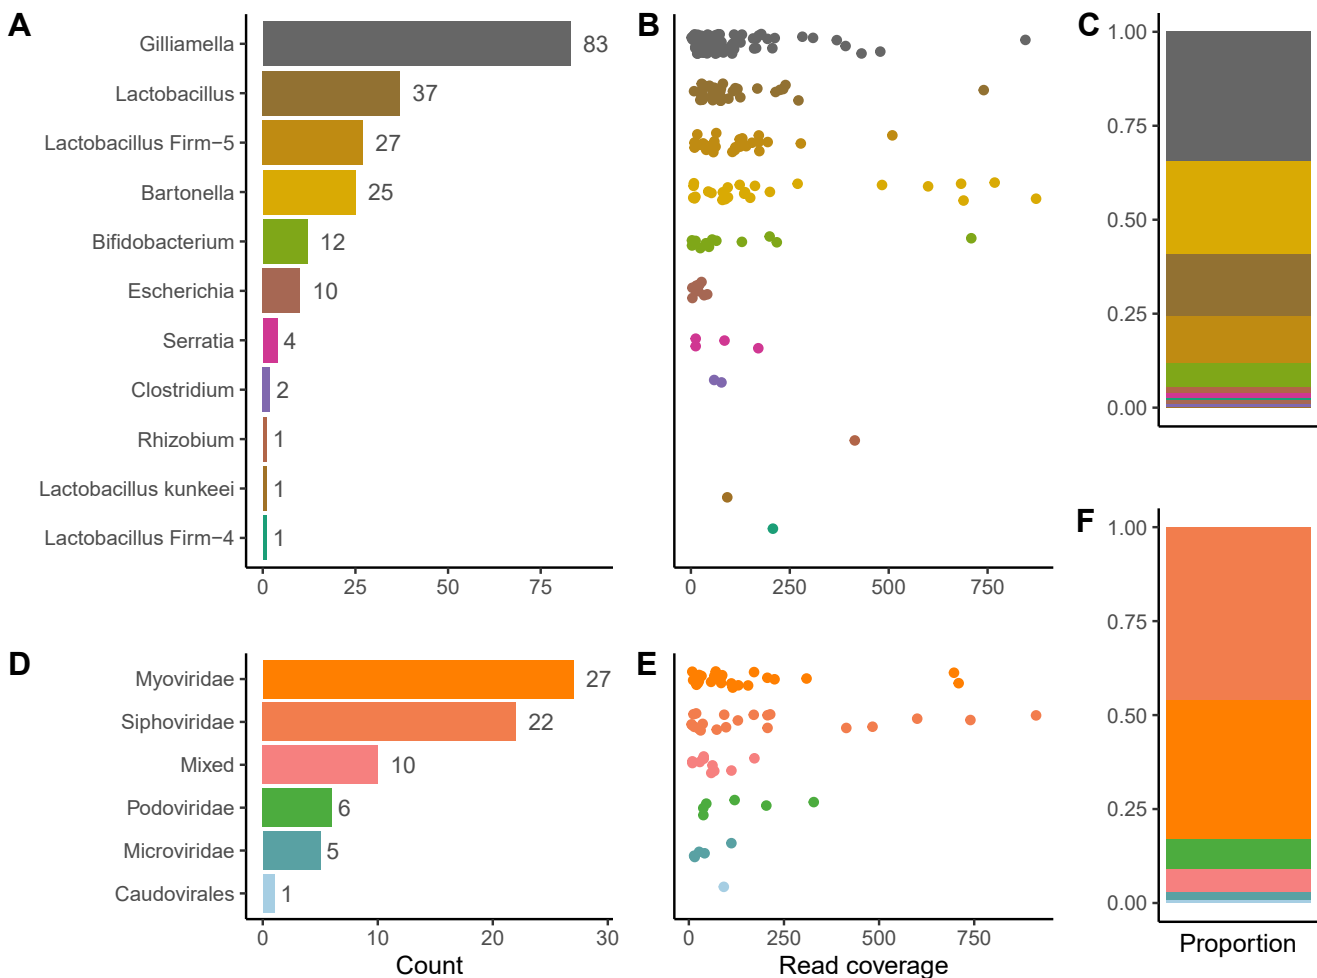 A
Gilliamella
83
Lactobacillus
37
Lactobacillus Firm−5
27
Bartonella
25
Bifidobacterium
12
Escherichia
10
Serratia
4
Clostridium
2
Rhizobium
1
Lactobacillus kunkeei
1
Lactobacillus Firm−4
1
0 25 50 75
B
0 250 500 750
C
1.00
0.75
0.50
0.25
0.00
D
Myoviridae
27
Siphoviridae
22
Mixed
10
Podoviridae
6
Microviridae
5
Caudovirales
1
0 10 20 30
Count
E
0 250 500 750
Read coverage
F
1.00
0.75
0.50
0.25
0.00
Proportion